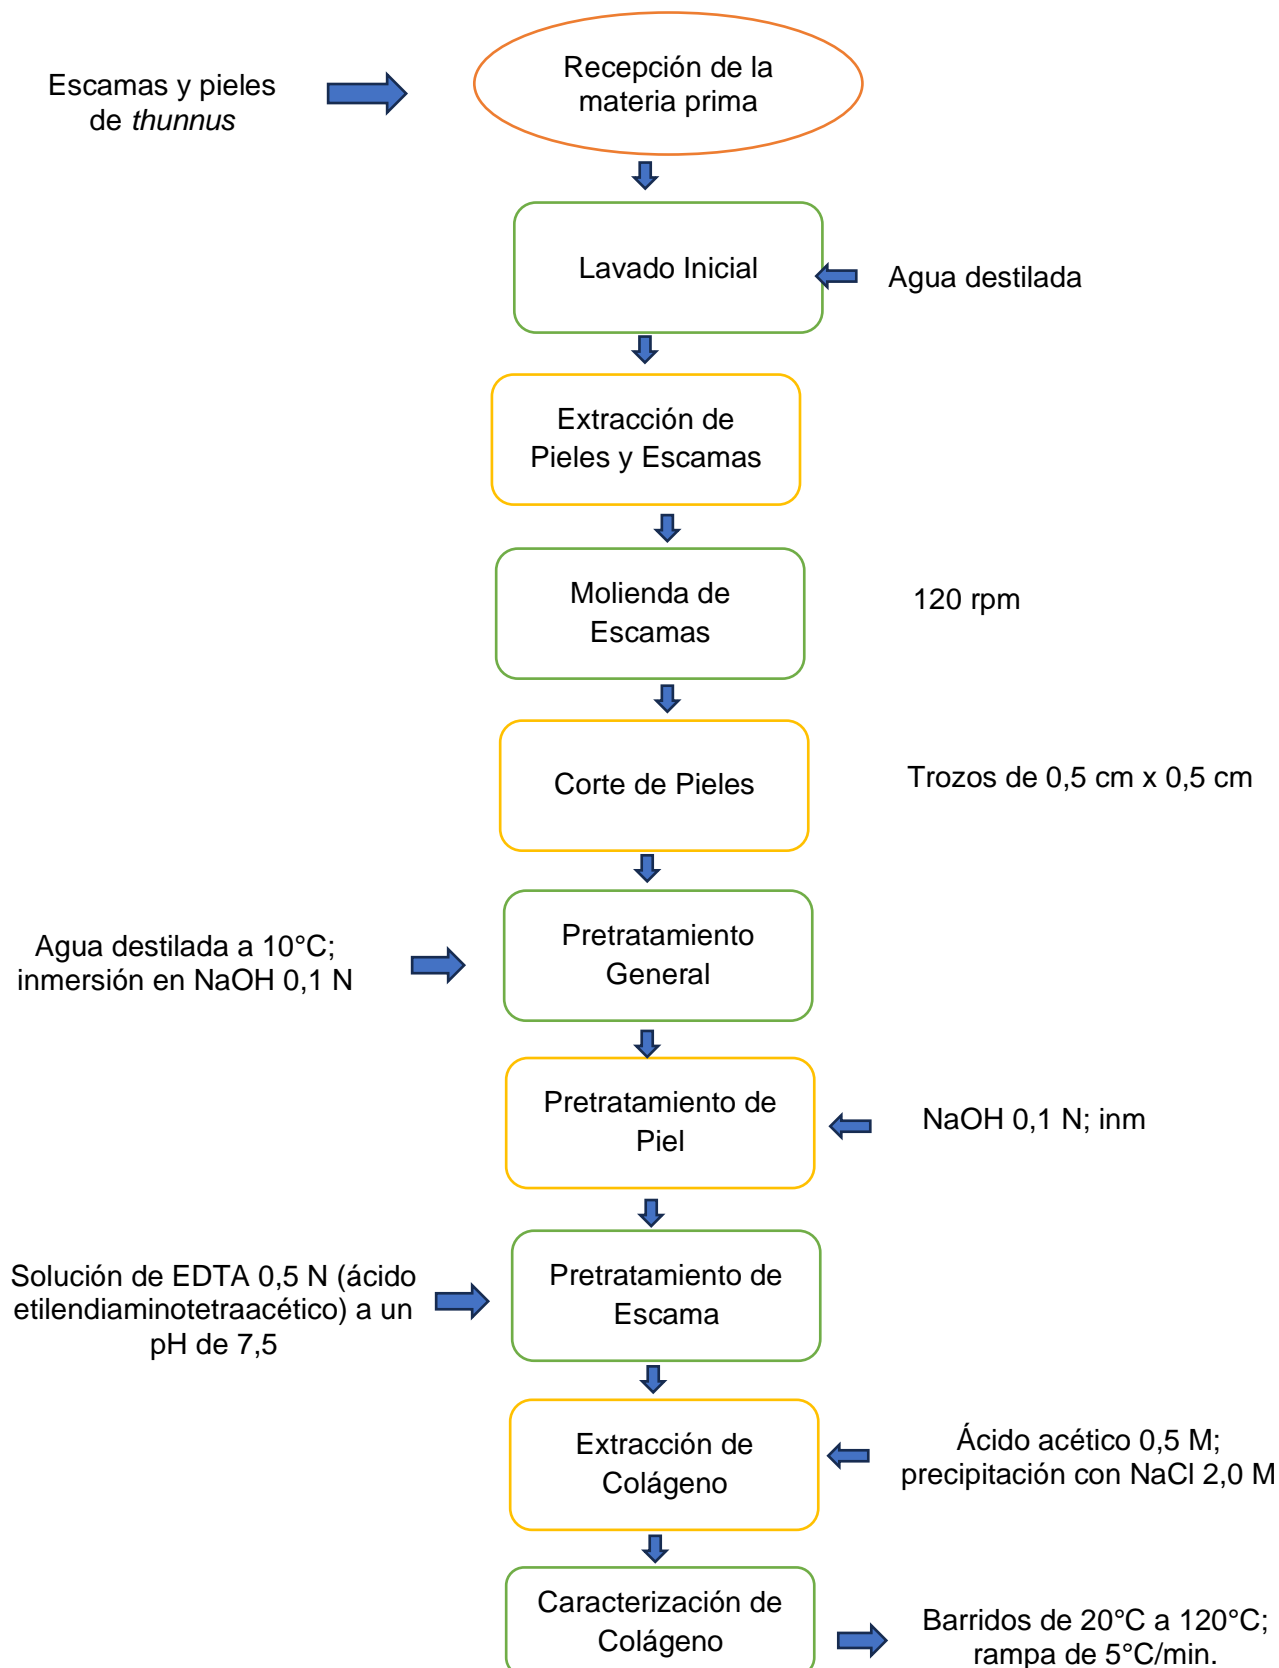 Recepción de la
materia prima
Escamas y pieles
de thunnus
Lavado Inicial
Agua destilada
Extracción de
Pieles y Escamas
Molienda de
Escamas
120 rpm
Corte de Pieles
Trozos de 0,5 cm x 0,5 cm
Pretratamiento
General
Agua destilada a 10°C;
inmersión en NaOH 0,1 N
Pretratamiento de
Piel
NaOH 0,1 N; inm
Pretratamiento de
Escama
Solución de EDTA 0,5 N (ácido
etilendiaminotetraacético) a un
pH de 7,5
Extracción de
Colágeno
Ácido acético 0,5 M;
precipitación con NaCl 2,0 M
Caracterización de
Colágeno
Barridos de 20°C a 120°C;
rampa de 5°C/min.